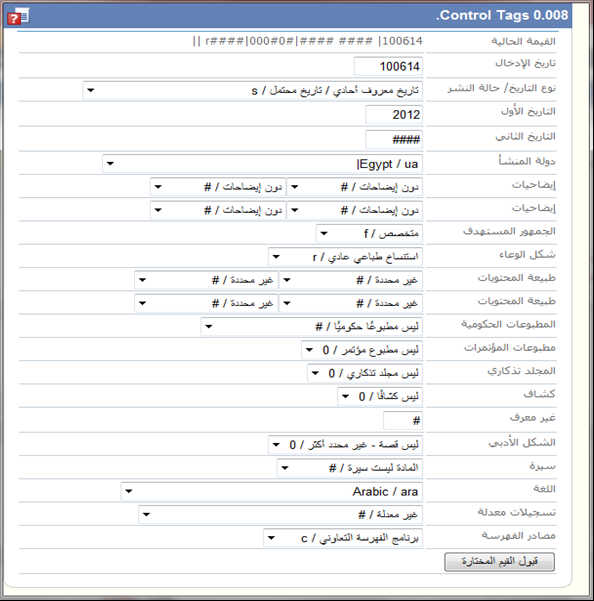 Control Tags 0.008.
القيمة الحالية 100614| #### ####|#0#000|####r ||
تاريخ الإدخال 100614
نوع التاريخ/ حالة النشر تاريخ معروف أحادي / تاريخ محتمل / s
التاريخ الأول 2012
التاريخ الثاني ####
دولة المنشأ Egypt / ua|
إيضاحيات دون إيضاحات / # دون إيضاحات / #
إيضاحيات دون إيضاحات / # دون إيضاحات / #
الجمهور المستهدف متخصص / f
شكل الوعاء استنساخ طباعي عادي / r
طبيعة المحتويات غير محددة / # غير محددة / #
طبيعة المحتويات غير محددة / # غير محددة / #
المطبوعات الحكومية ليس مطبوعًا حكوميًا / #
مطبوعات المؤتمرات ليس مطبوع مؤتمر / 0
المجلد تذكاري ليس مجلد تذكاري / 0
كشاف ليس كشافًا / 0
غير معرف #
الشكل الأدبي ليس قصة - غير محدد أكثر / 0
سيرة المادة ليست سيرة / #
اللغة Arabic / ara
تسجيلات معدلة غير معدلة / #
مصادر الفهرسة برنامج الفهرسة التعاوني / c
قبول القيم المختارة